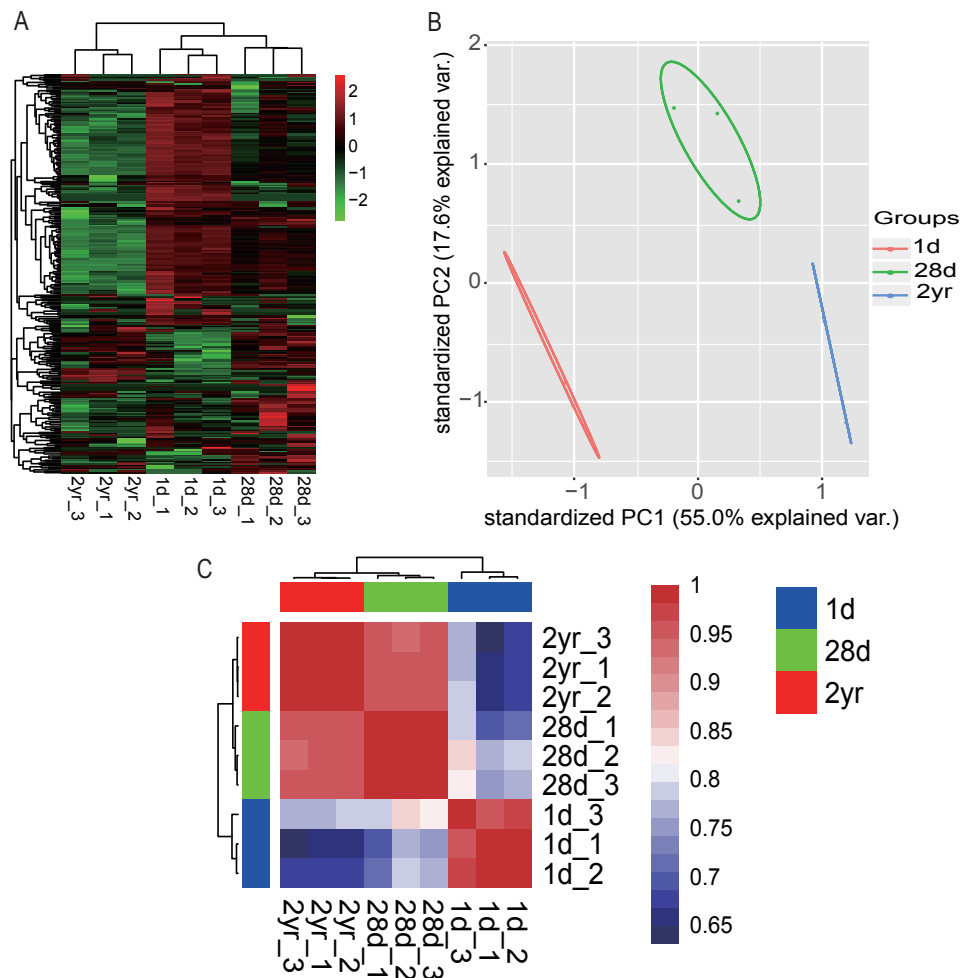 A
2
1
0
−1
−2
2yr_3
2yr_1
2yr_2
1d_1
1d_2
1d_3
28d_1
28d_2
28d_3
B
standardized PC2 (17.6% explained var.)
2
1
0
−1
−1
0
1
standardized PC1 (55.0% explained var.)
Groups
1d
28d
2yr
C
2yr_3
2yr_1
2yr_2
28d_1
28d_2
28d_3
1d_3
1d_1
1d_2
2yr_3
2yr_1
2yr_2
28d_1
28d_2
28d_3
1d_3
1d_1
1d_2
1
0.95
0.9
0.85
0.8
0.75
0.7
0.65
1d
28d
2yr